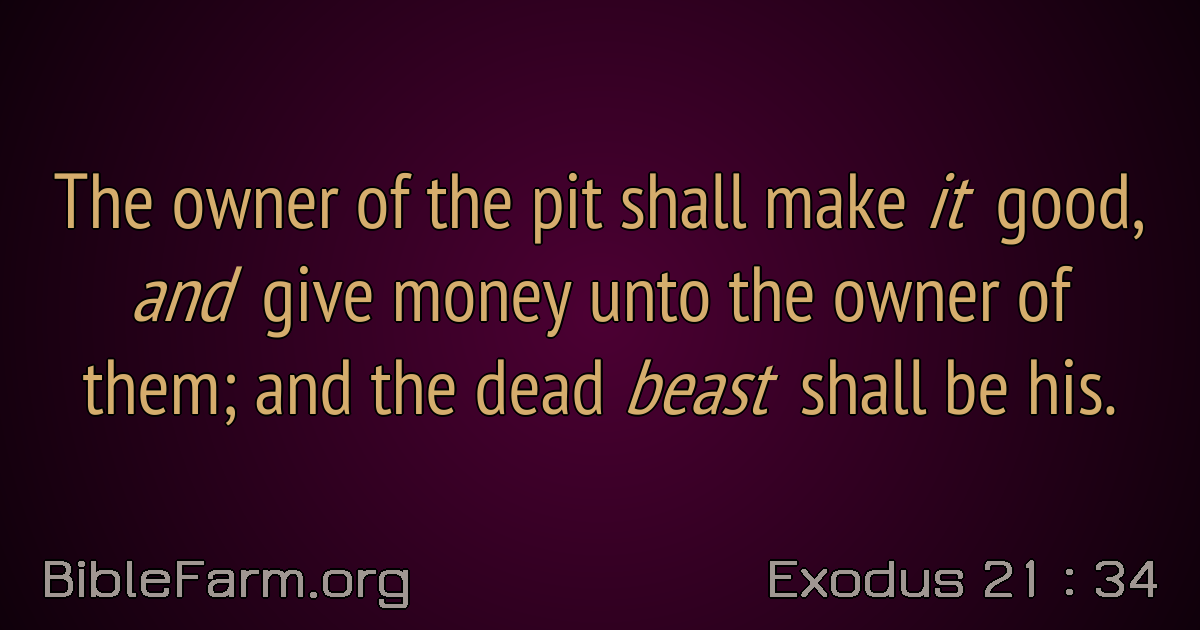 The owner of the pit shall make it good,
and give money unto the owner of
them; and the dead beast shall be his.
BibleFarm.org
Exodus 21 : 34